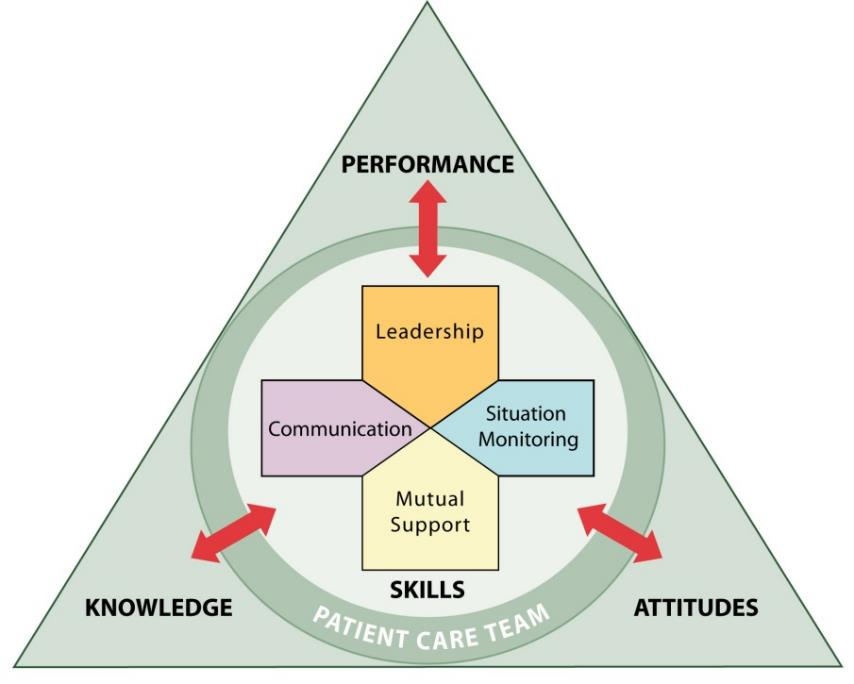 PERFORMANCE
Leadership
Communication
Situation
Monitoring
Mutual
Support
SKILLS
KNOWLEDGE
ATTITUDES
PATIENT CARE TEAM